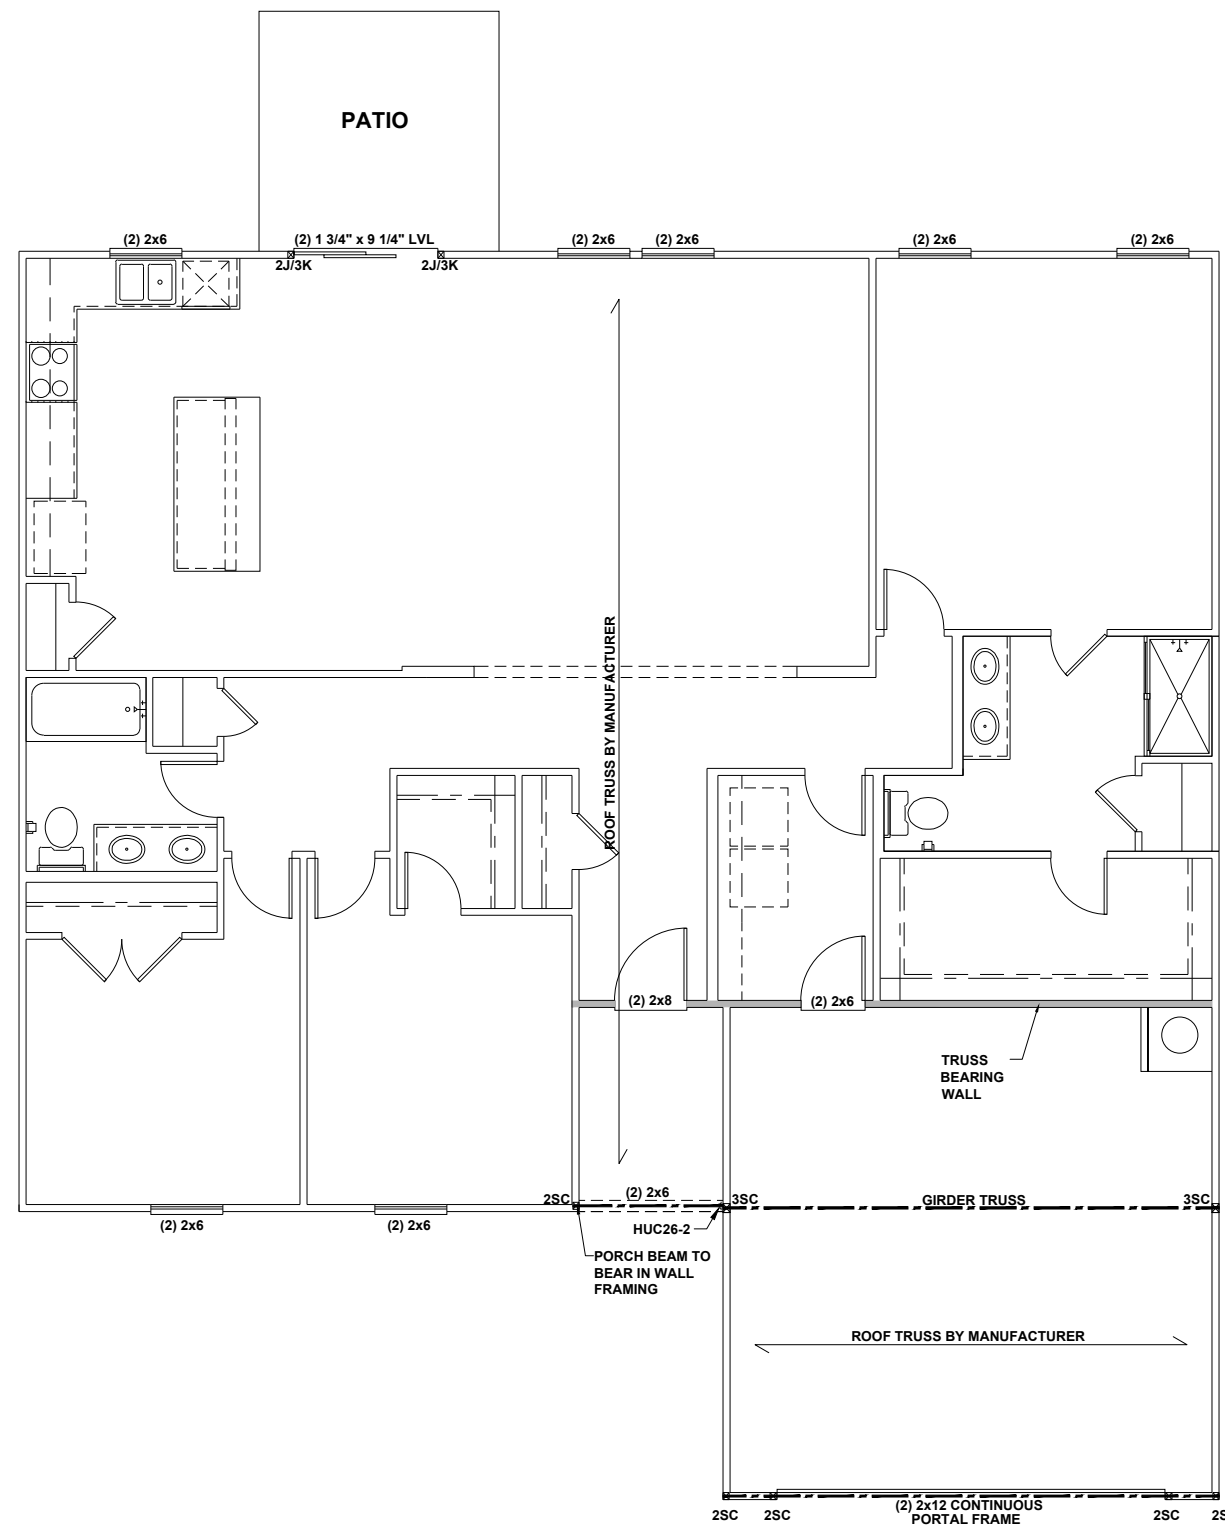 PATIO
(2) 2x6
(2) 1 3/4" x 9 1/4" LVL
(2) 2x6
(2) 2x6
(2) 2x6
(2) 2x6
2J/3K
2J/3K
ROOF TRUSS BY MANUFACTURER
(2) 2x8
(2) 2x6
TRUSS
BEARING
WALL
2SC
(2) 2x6
3SC
GIRDER TRUSS
3SC
(2) 2x6
(2) 2x6
HUC26-2
PORCH BEAM TO
BEAR IN WALL
FRAMING
ROOF TRUSS BY MANUFACTURER
2SC
2SC
(2) 2x12 CONTINUOUS
PORTAL FRAME
2SC
2S